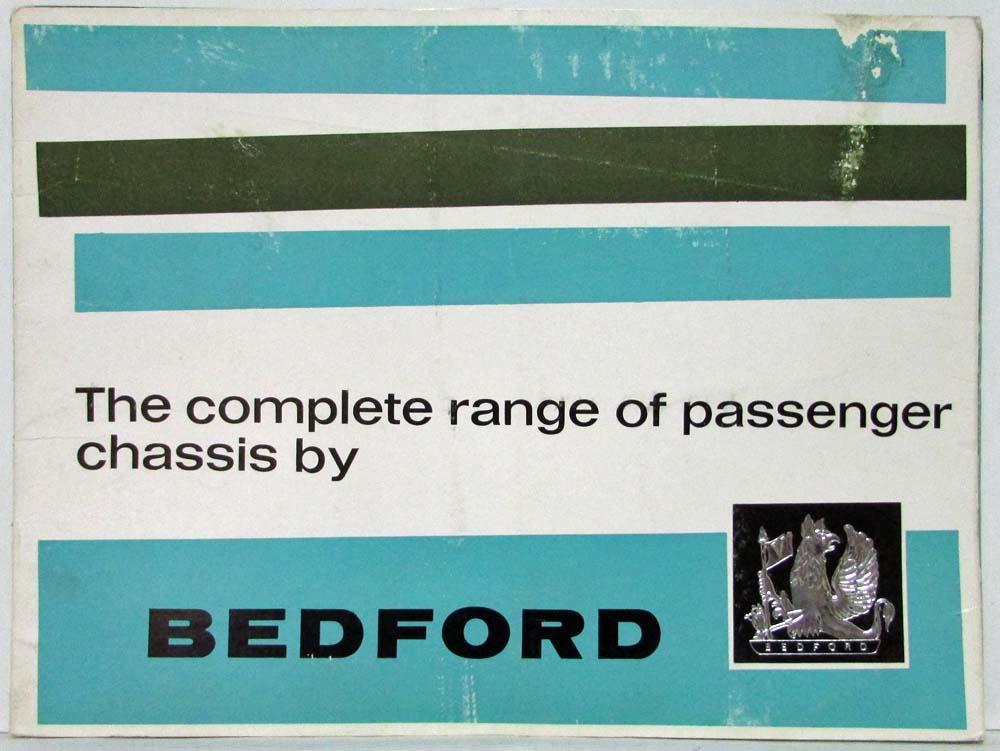 The complete range of passenger
chassis by
BEDFORD
BEDFORD